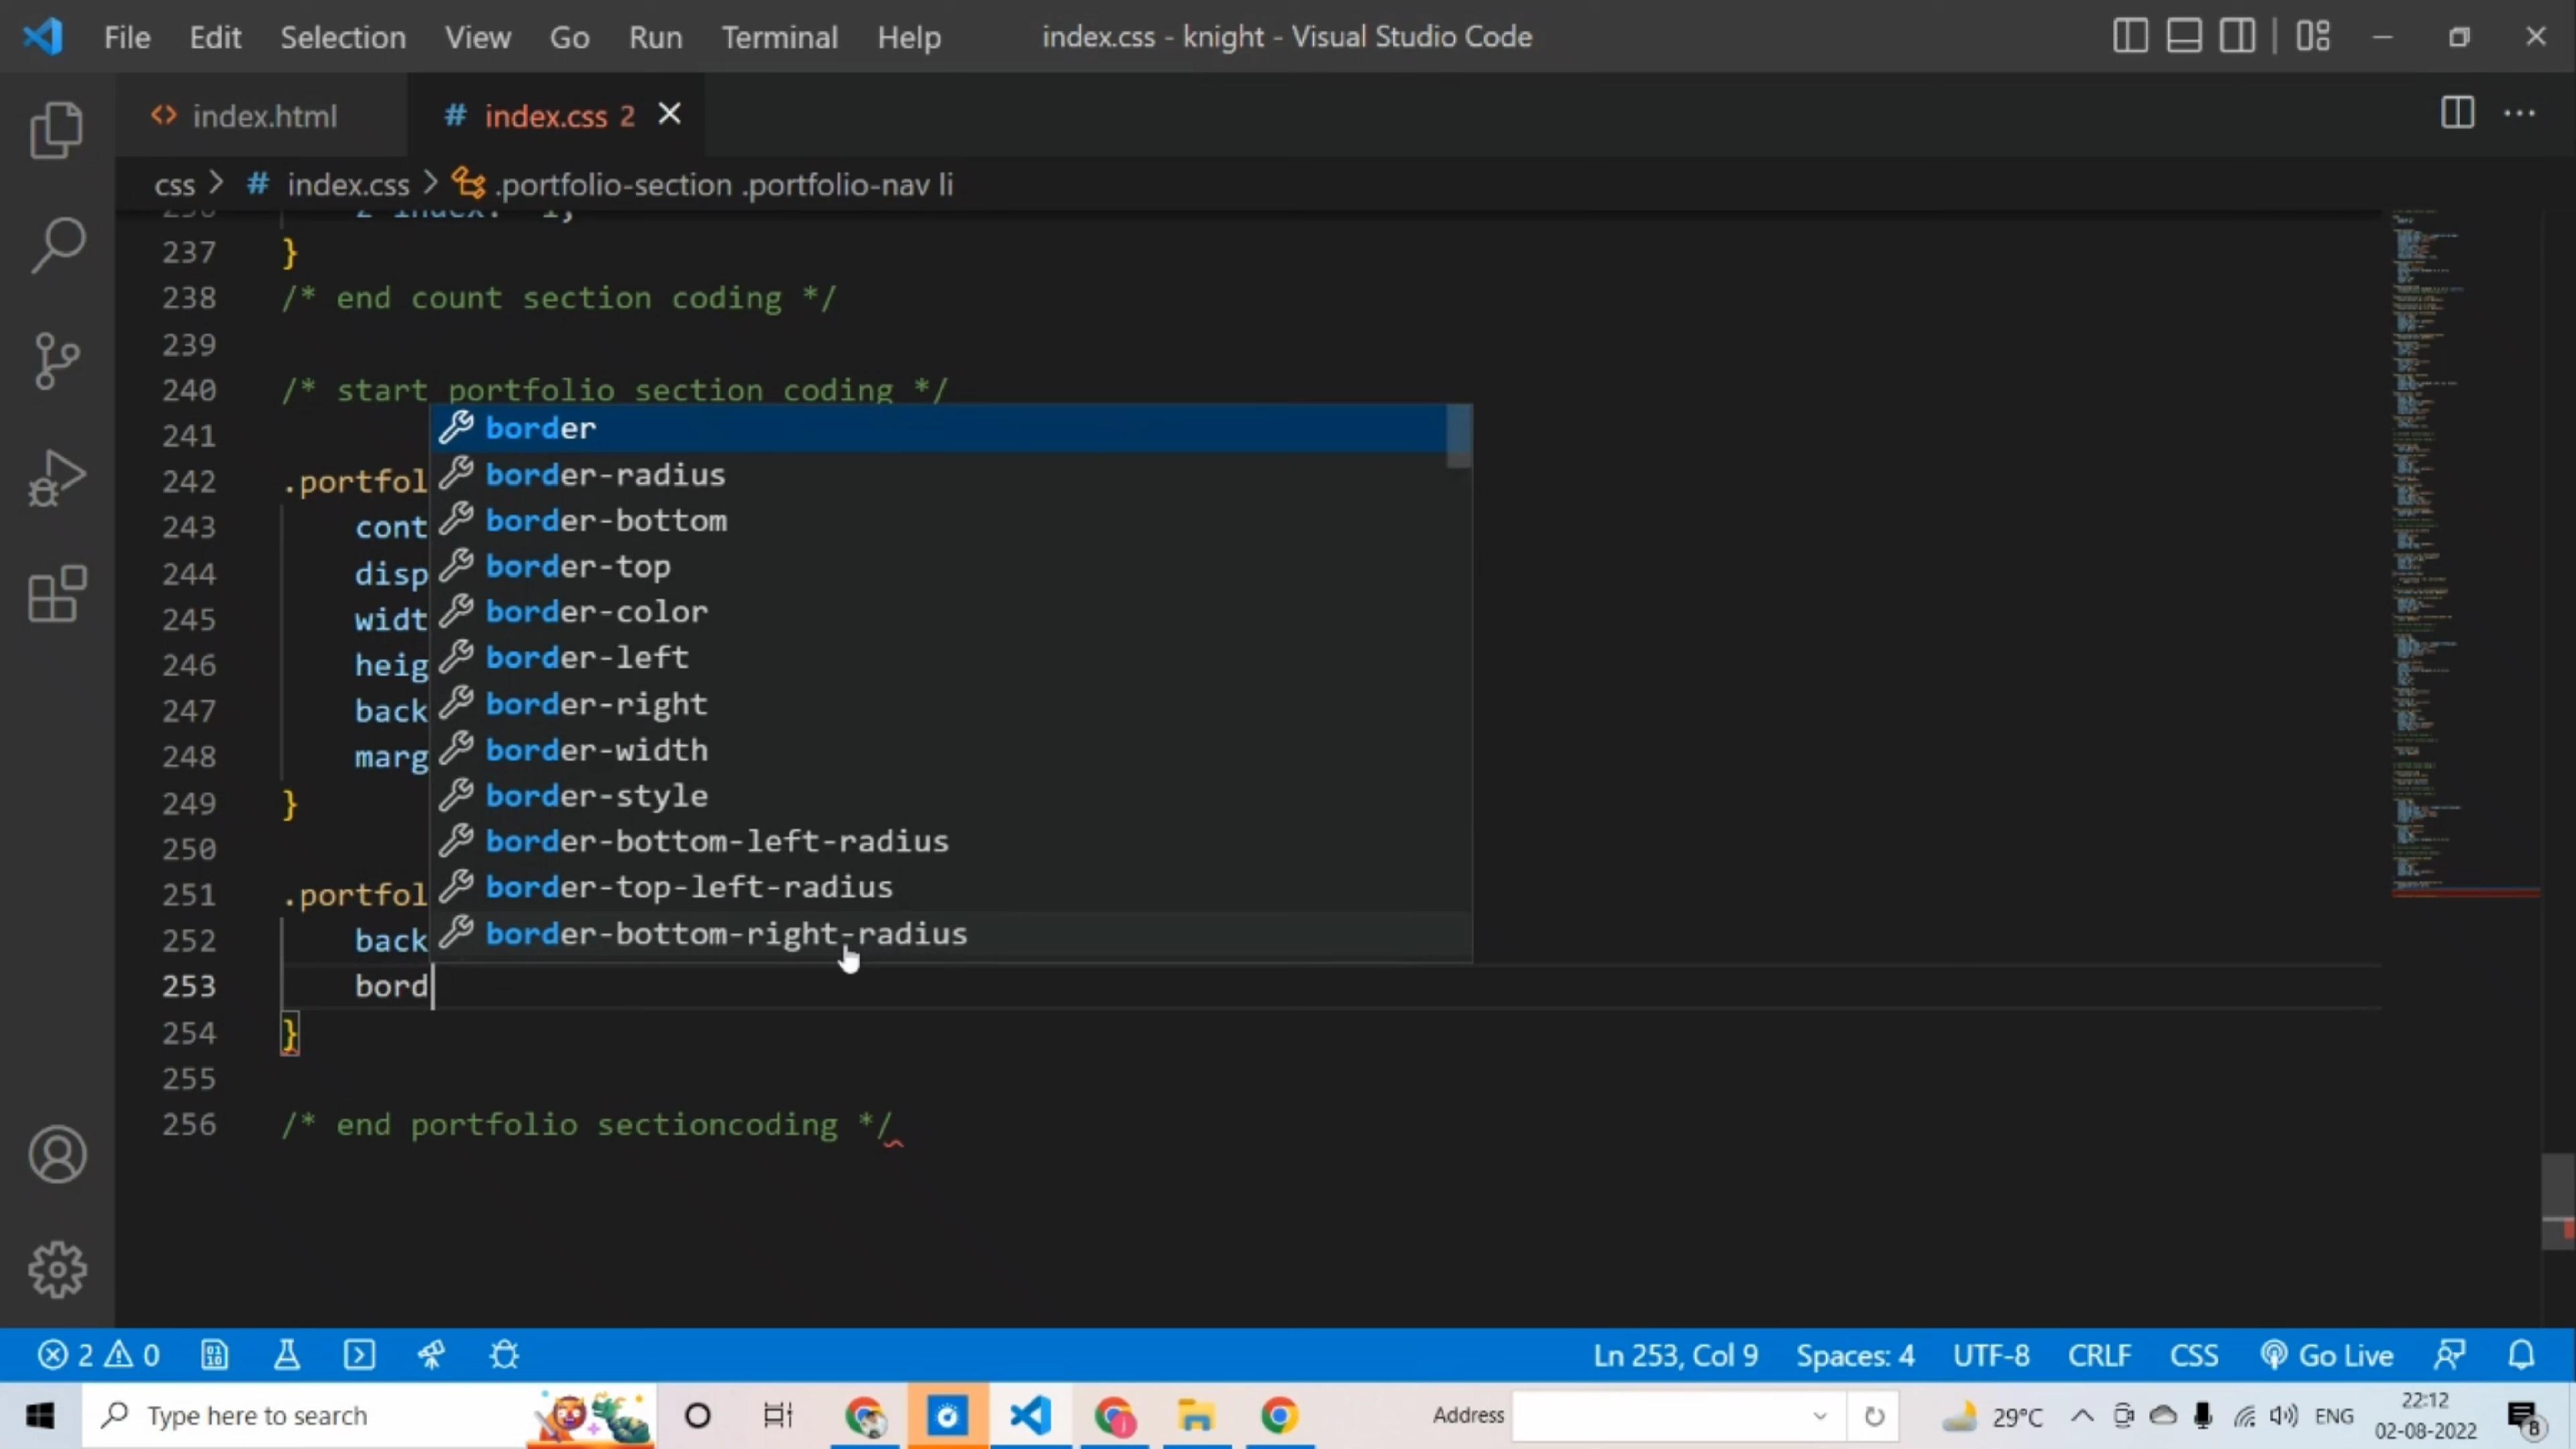 File Edit Selection View Go Run Terminal Help index.css - knight - Visual Studio Code
index.html # index.css 2
css > # index.css > .portfolio-section .portfolio-nav li
237 }
238 /* end count section coding */
239
240 /* start portfolio section coding */
241
242 .portfol
243 cont
244 disp
245 widt
246 heig
247 back
248 marg
249 }
250
251 .portfol
252 back
253 bord
254 }
255
256 /* end portfolio sectioncoding */
border
border-radius
border-bottom
border-top
border-color
border-left
border-right
border-width
border-style
border-bottom-left-radius
border-top-left-radius
border-bottom-right-radius
2 0 Ln 253, Col 9 Spaces: 4 UTF-8 CRLF CSS Go Live
Type here to search Address 29°C ENG 22:12
02-08-2022 8